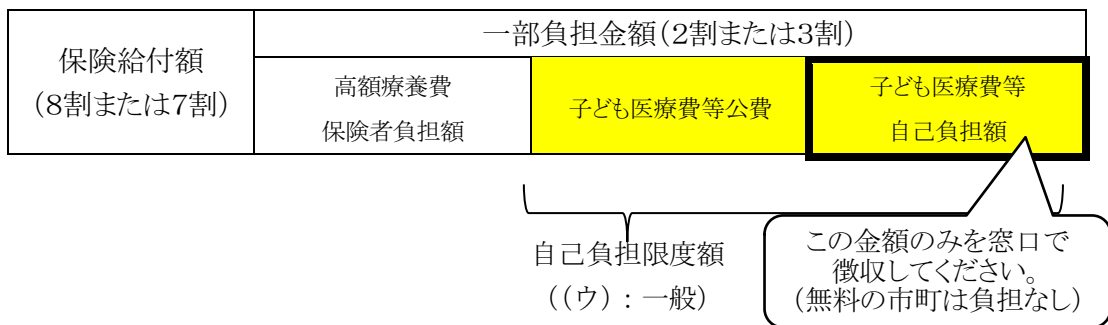 保険給付額
(8割または7割)
一部負担金額(2割または3割)
高額療養費
保険者負担額
子ども医療費等公費
子ども医療費等
自己負担額
自己負担限度額
((ウ):一般)
この金額のみを窓口で
徴収してください。
(無料の市町は負担なし)